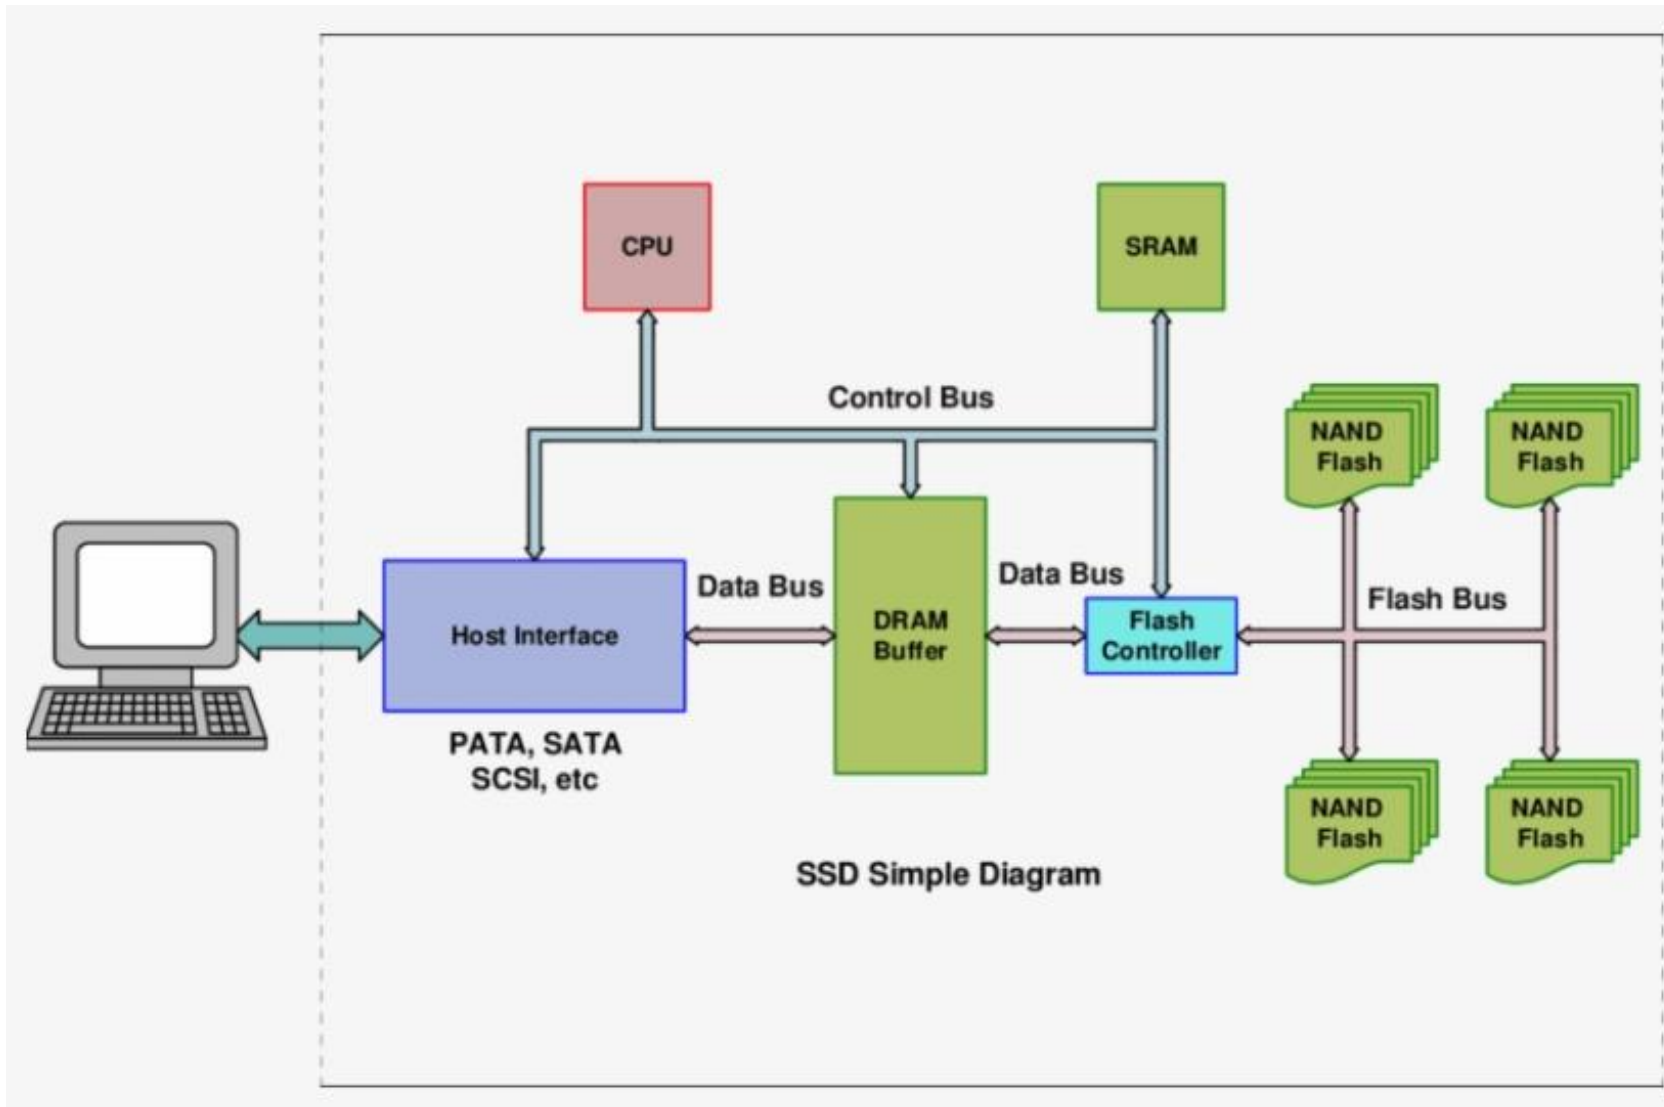 CPU
SRAM
Control Bus
NAND
Flash
NAND
Flash
Host Interface
Data Bus
DRAM
Buffer
Data Bus
Flash
Controller
Flash Bus
PATA, SATA
SCSI, etc
NAND
Flash
NAND
Flash
SSD Simple Diagram